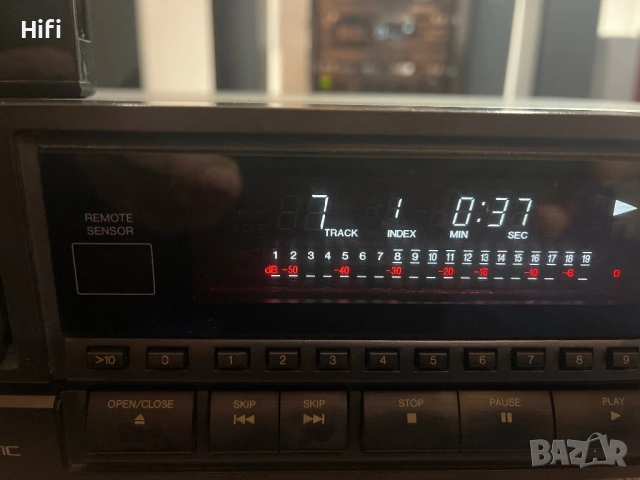 Hifi
7 1 0:37
TRACK INDEX MIN SEC
REMOTE
SENSOR
1 2 3 4 5 6 7 8 9 10 11 12 13 14 15 16 17 18 19
dB -50 -40 -30 -20 -15 -10 -6 0
>10 0 1 2 3 4 5 6 7 8 9
OPEN/CLOSE SKIP SKIP STOP PAUSE PLAY
BAZAR